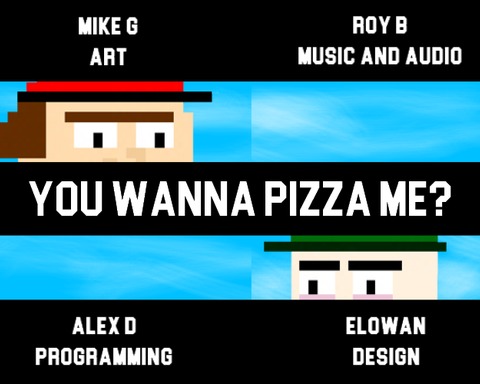 MIKE G
ART
ROY B
MUSIC AND AUDIO
YOU WANNA PIZZA ME?
ALEX D
PROGRAMMING
ELOWAN
DESIGN